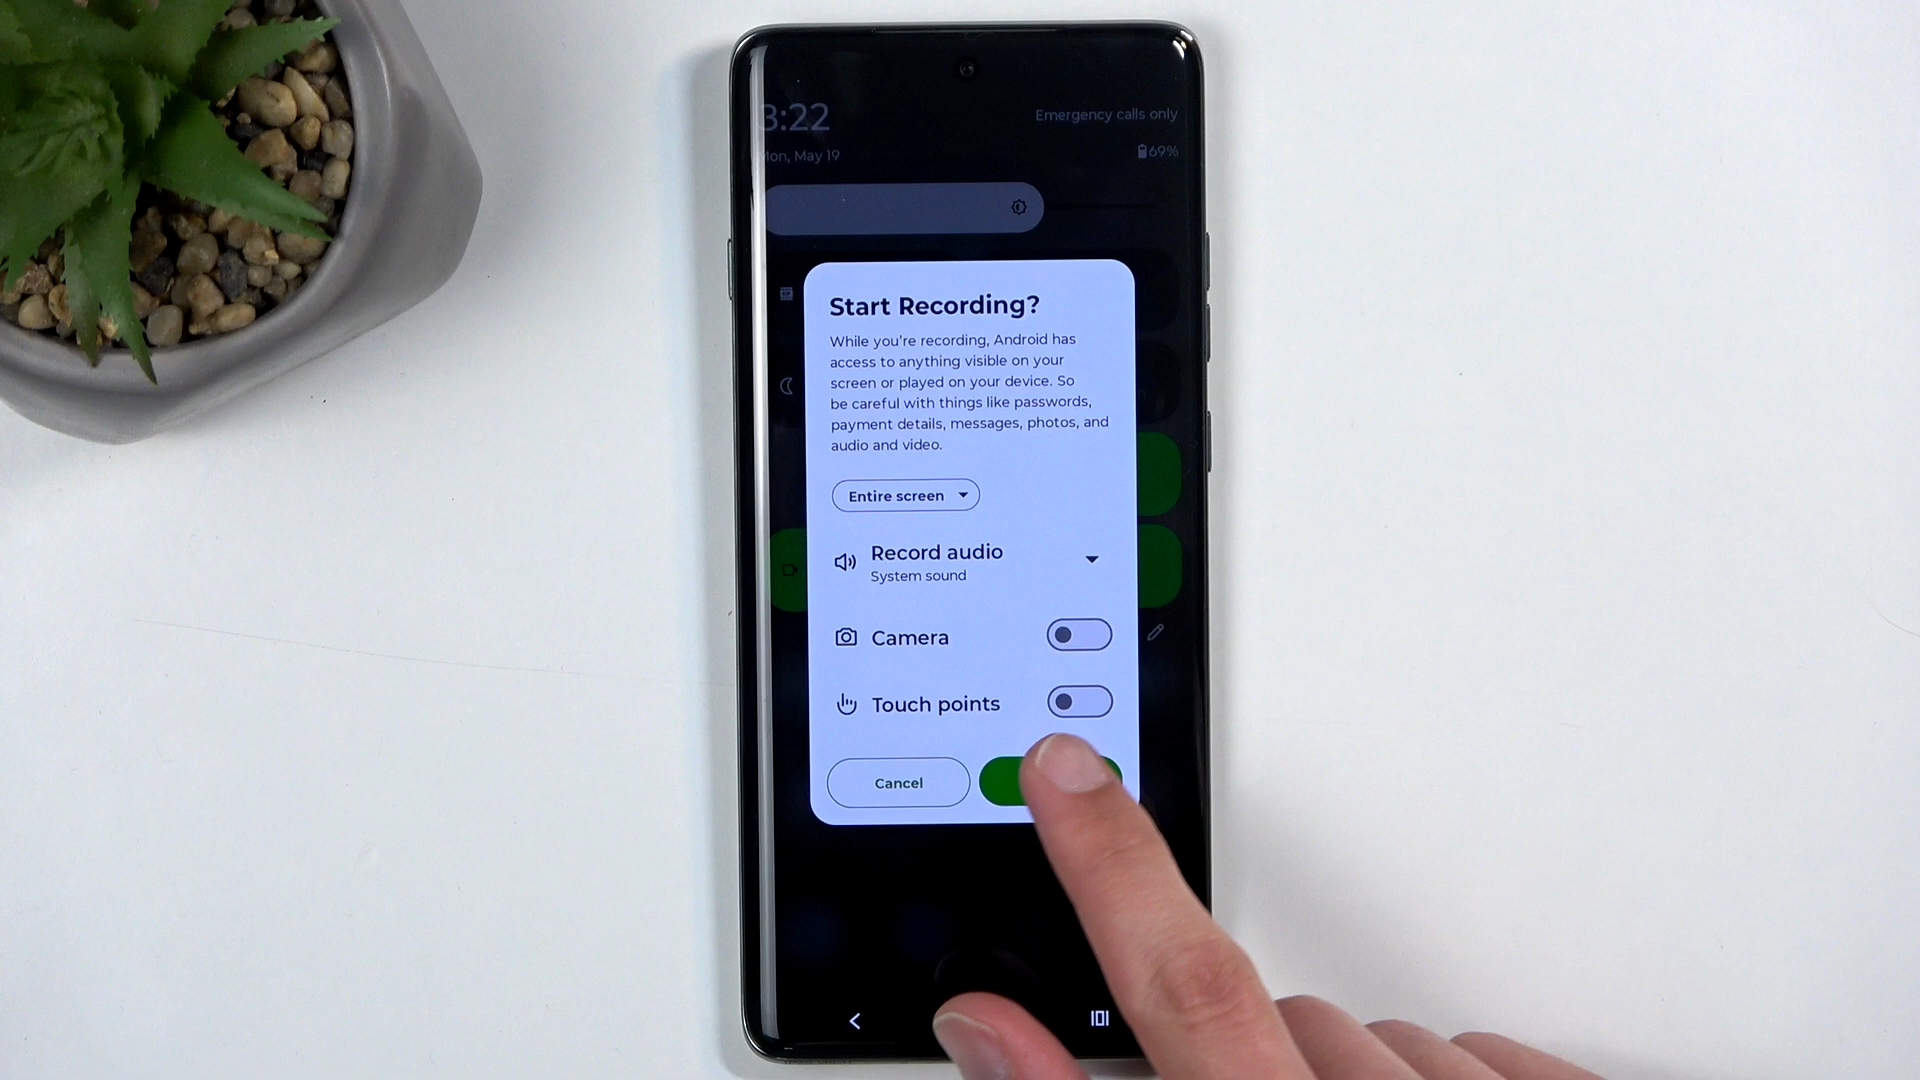 3:22
Emergency calls only
Mon, May 19
69%
Start Recording?
While you're recording, Android has
access to anything visible on your
screen or played on your device. So
be careful with things like passwords,
payment details, messages, photos, and
audio and video.
Entire screen
Record audio
System sound
Camera
Touch points
Cancel